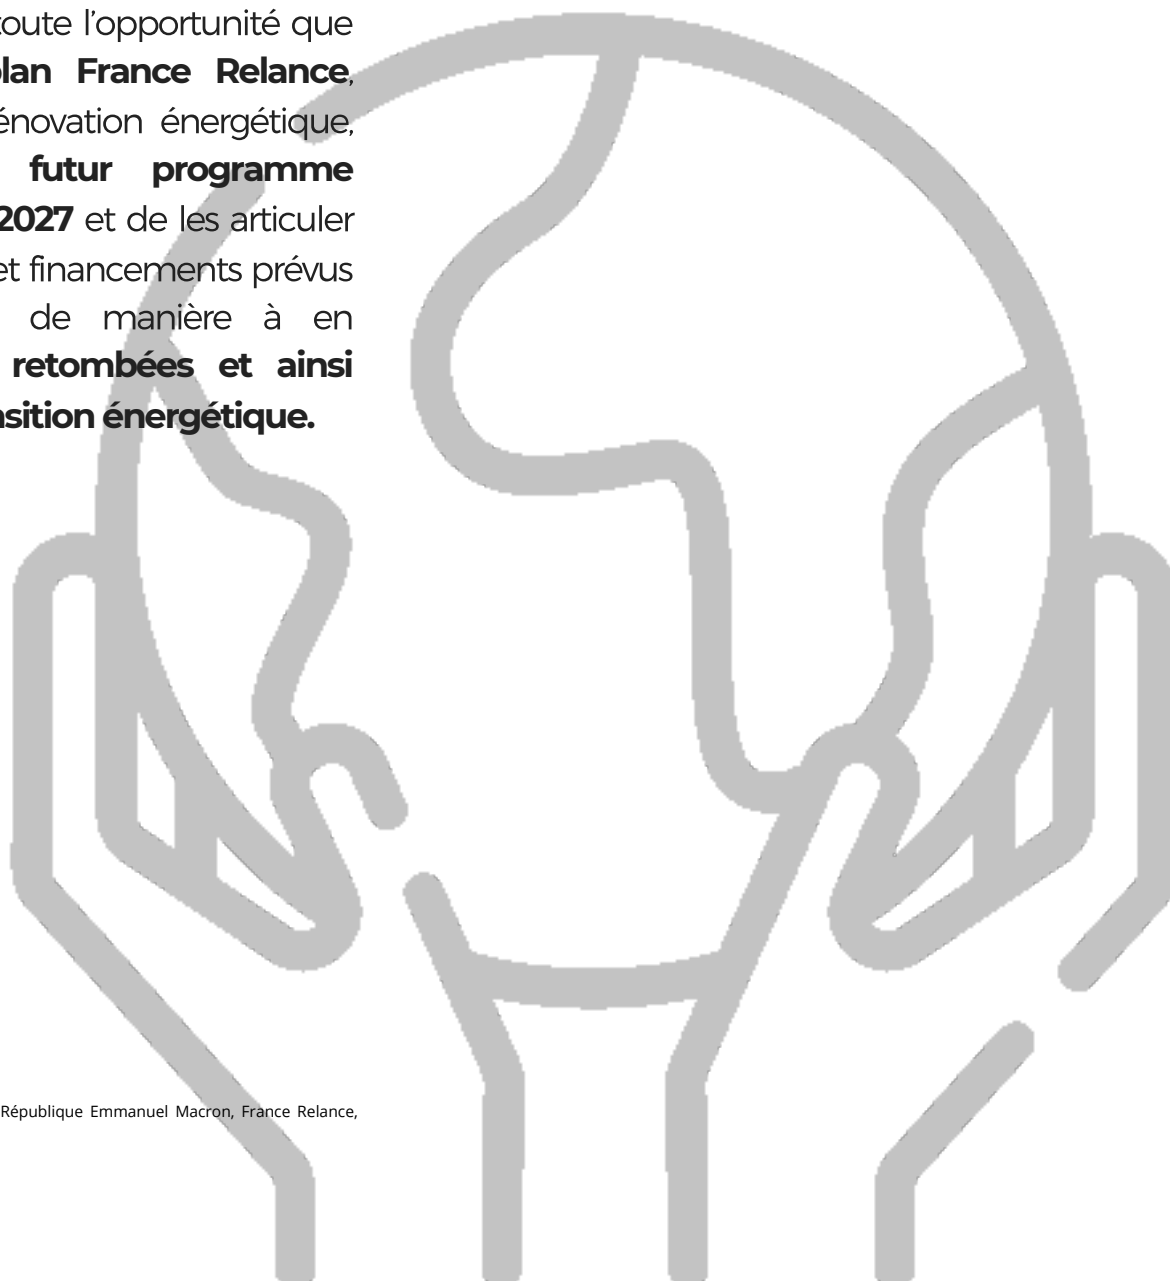 toute l’opportunité que
plan France Relance,
énovation énergétique,
futur programme
2027 et de les articuler
et financements prévus
de manière à en
retombées et ainsi
nsition énergétique.
République Emmanuel Macron, France Relance,